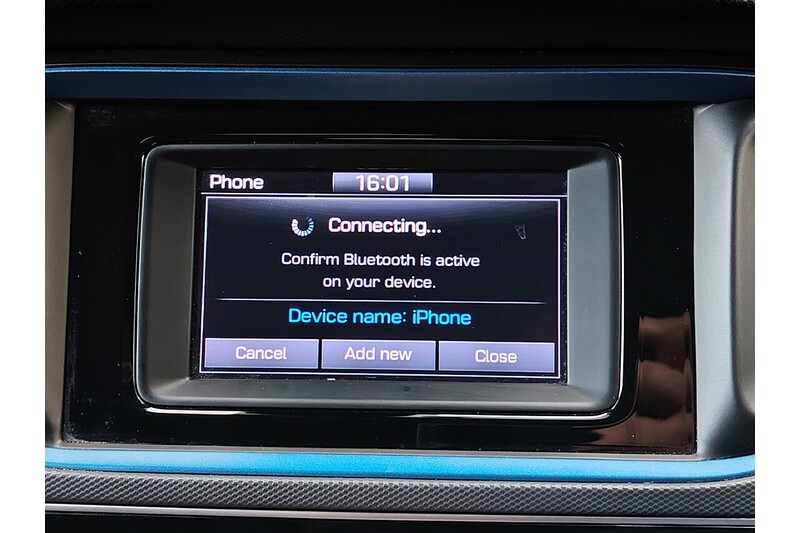 Phone 16:01
Connecting...
Confirm Bluetooth is active
on your device.
Device name: iPhone
Cancel Add new Close